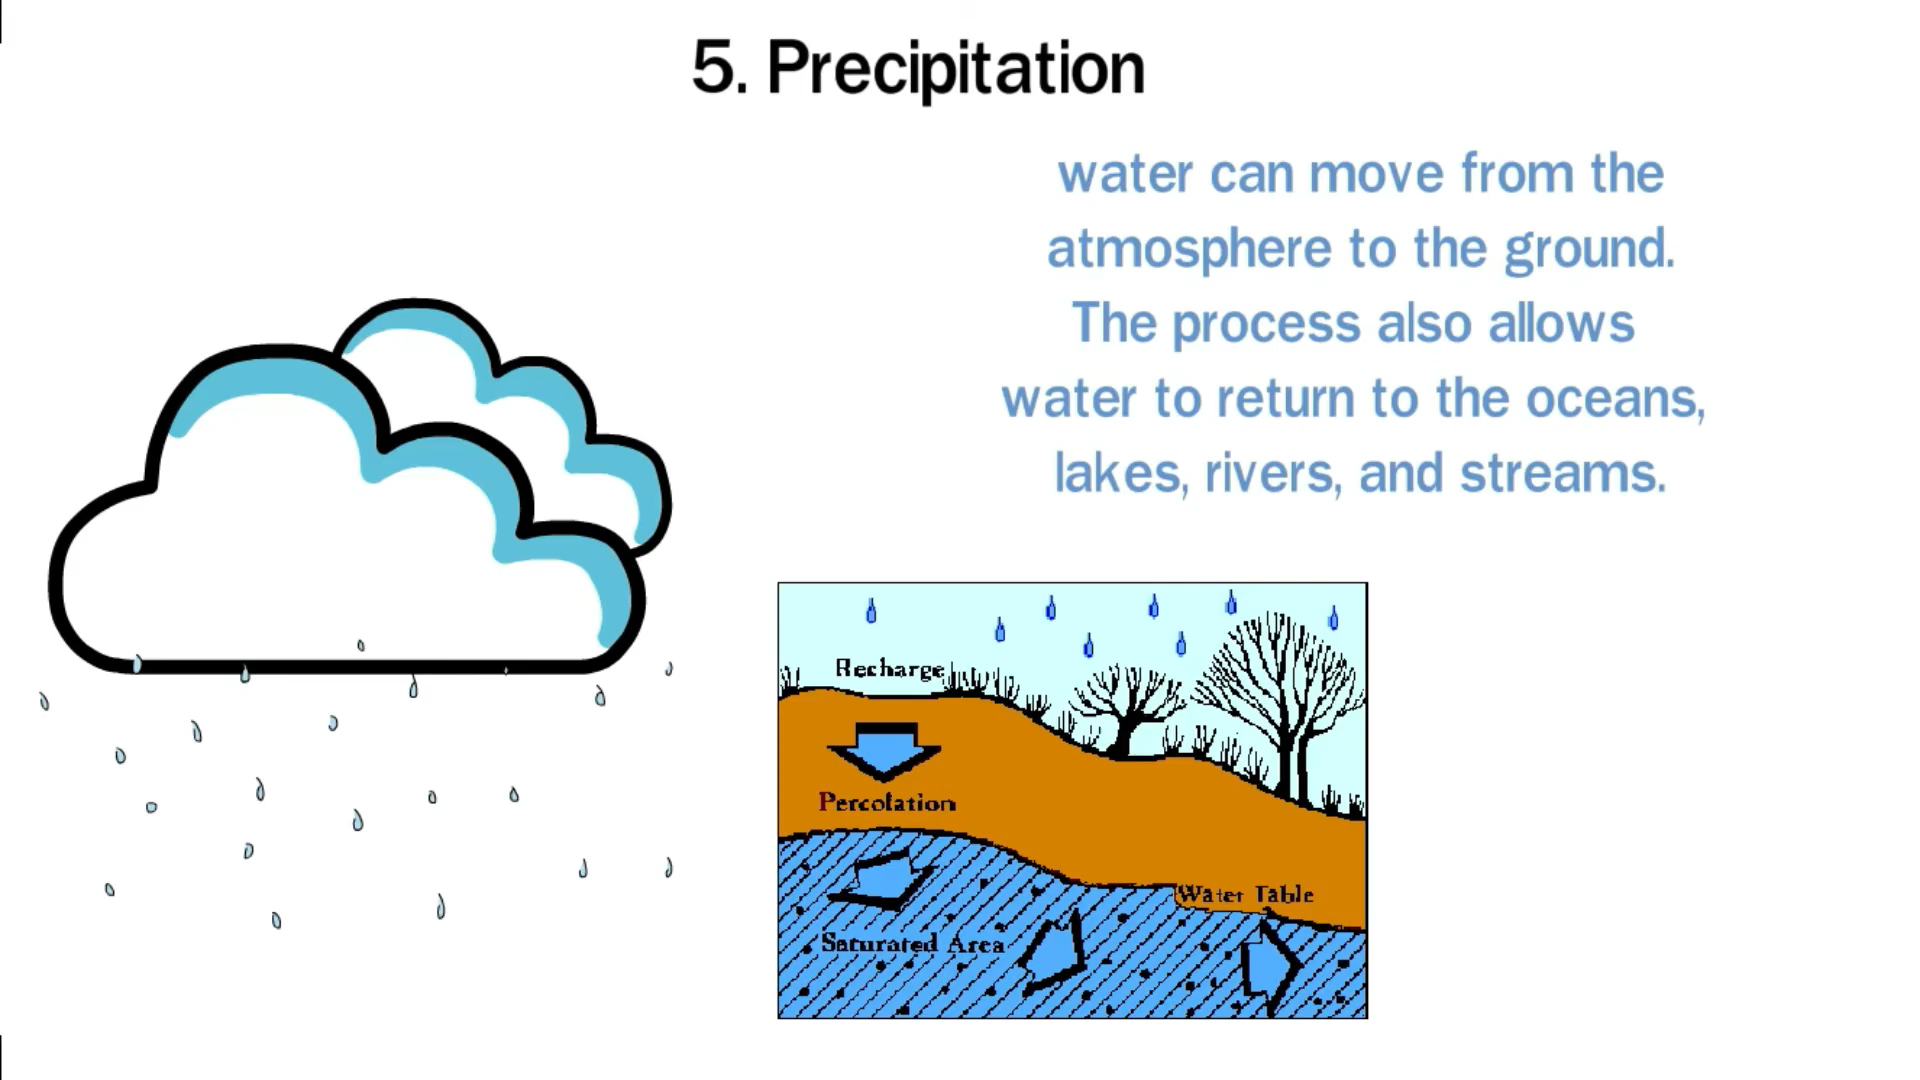 5. Precipitation
water can move from the
atmosphere to the ground.
The process also allows
water to return to the oceans,
lakes, rivers, and streams.
Recharge
Percolation
Water Table
Saturated Area